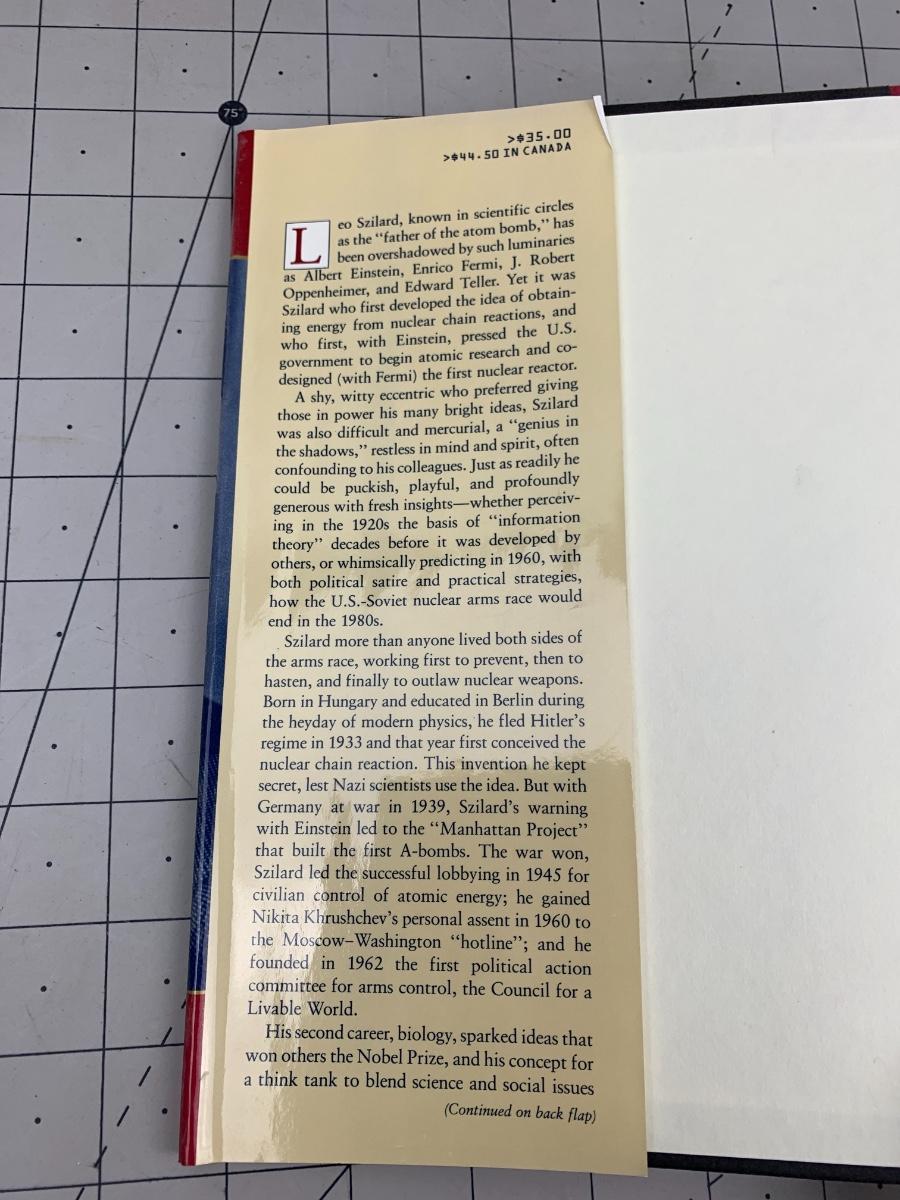 75°
>$35.00
>$44.50 IN CANADA
Leo Szilard, known in scientific circles
as the “father of the atom bomb,” has
been overshadowed by such luminaries
as Albert Einstein, Enrico Fermi, J. Robert
Oppenheimer, and Edward Teller. Yet it was
Szilard who first developed the idea of obtain-
ing energy from nuclear chain reactions, and
who first, with Einstein, pressed the U.S.
government to begin atomic research and co-
designed (with Fermi) the first nuclear reactor.
A shy, witty eccentric who preferred giving
those in power his many bright ideas, Szilard
was also difficult and mercurial, a “genius in
the shadows,” restless in mind and spirit, often
confounding to his colleagues. Just as readily he
could be puckish, playful, and profoundly
generous with fresh insights—whether perceiv-
ing in the 1920s the basis of “information
theory” decades before it was developed by
others, or whimsically predicting in 1960, with
both political satire and practical strategies,
how the U.S.-Soviet nuclear arms race would
end in the 1980s.
Szilard more than anyone lived both sides of
the arms race, working first to prevent, then to
hasten, and finally to outlaw nuclear weapons.
Born in Hungary and educated in Berlin during
the heyday of modern physics, he fled Hitler’s
regime in 1933 and that year first conceived the
nuclear chain reaction. This invention he kept
secret, lest Nazi scientists use the idea. But with
Germany at war in 1939, Szilard’s warning
with Einstein led to the “Manhattan Project”
that built the first A-bombs. The war won,
Szilard led the successful lobbying in 1945 for
civilian control of atomic energy; he gained
Nikita Khrushchev’s personal assent in 1960 to
the Moscow–Washington “hotline”; and he
founded in 1962 the first political action
committee for arms control, the Council for a
Livable World.
His second career, biology, sparked ideas that
won others the Nobel Prize, and his concept for
a think tank to blend science and social issues
(Continued on back flap)